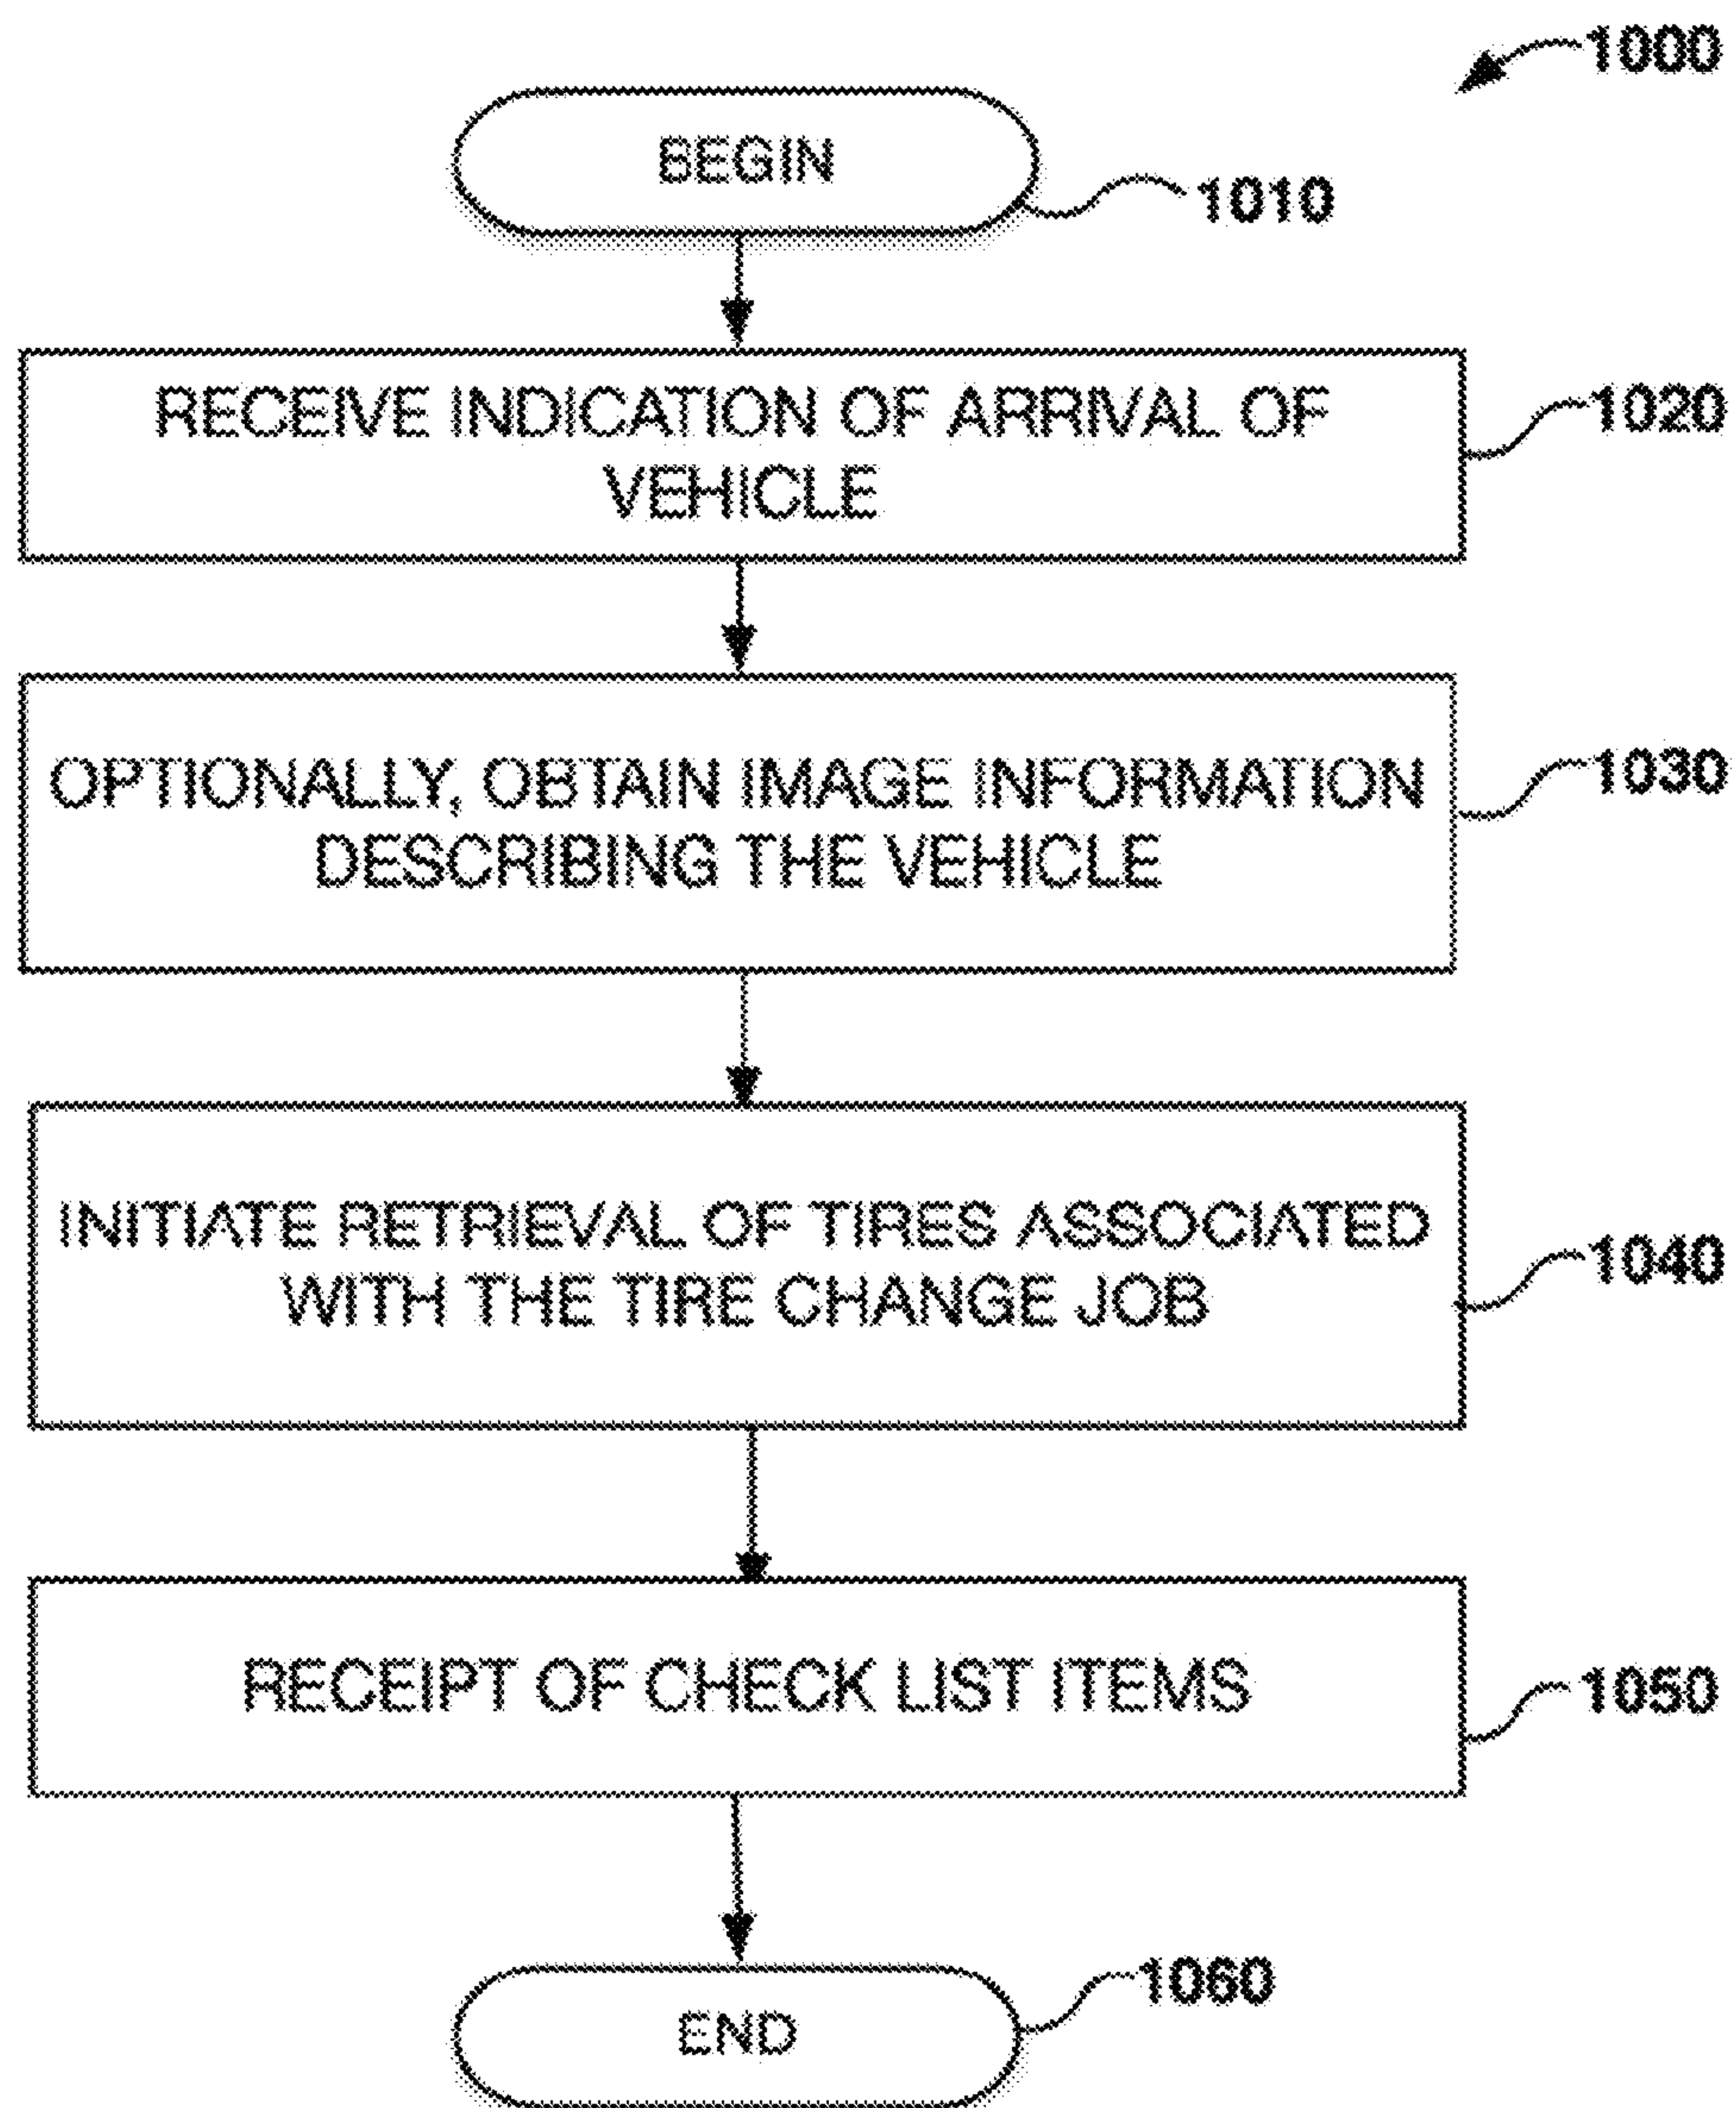 1000
BEGIN
1010
RECEIVE INDICATION OF ARRIVAL OF
VEHICLE
1020
OPTIONALLY, OBTAIN IMAGE INFORMATION
DESCRIBING THE VEHICLE
1030
INITIATE RETRIEVAL OF TIRES ASSOCIATED
WITH THE TIRE CHANGE JOB
1040
RECEIPT OF CHECK LIST ITEMS
1050
END
1060